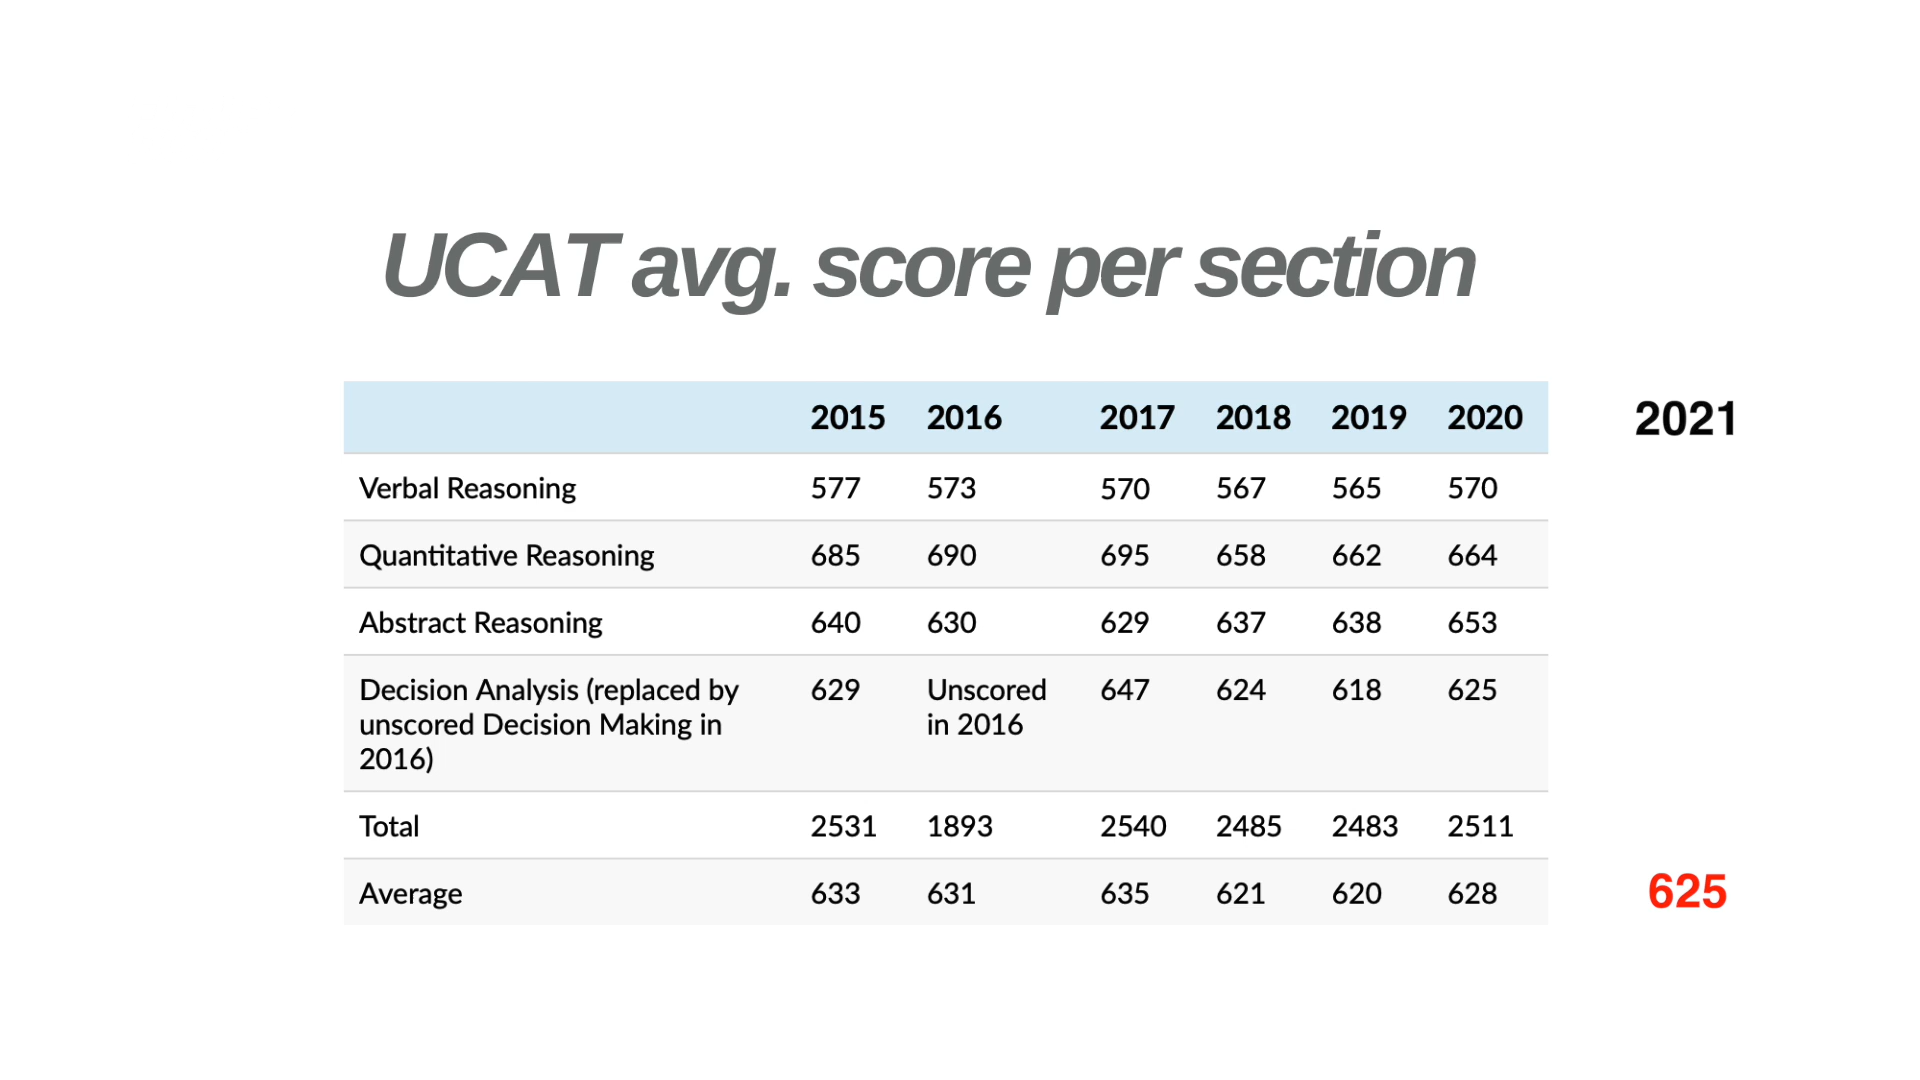 UCAT avg. score per section
2015 2016 2017 2018 2019 2020 2021
Verbal Reasoning 577 573 570 567 565 570
Quantitative Reasoning 685 690 695 658 662 664
Abstract Reasoning 640 630 629 637 638 653
Decision Analysis (replaced by 629 Unscored 647 624 618 625
unscored Decision Making in in 2016
2016)
Total 2531 1893 2540 2485 2483 2511
Average 633 631 635 621 620 628 625